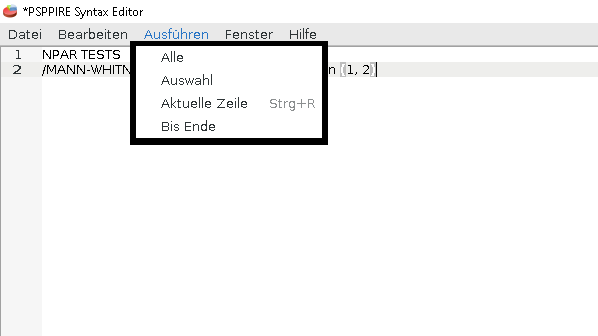 *PSPPIRE Syntax Editor
Datei Bearbeiten Ausführen Fenster Hilfe
1 NPAR TESTS
Alle
2 /MANN-WHITN n (1, 2)
Auswahl
Aktuelle Zeile Strg+R
Bis Ende